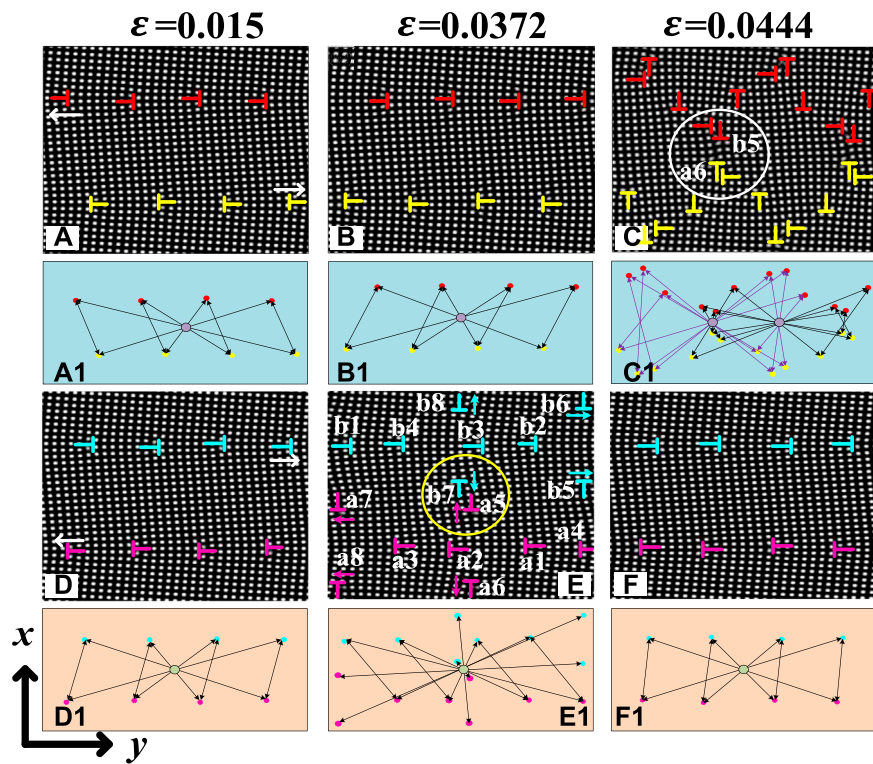 ε=0.015 ε=0.0372 ε=0.0444
A B C
b5
a6
A1 B1 C1
b8 b6
b1 b4 b3 b2
b7 b5
a7 a5
a4
a8 a3 a2 a1
a6
D E F
D1 E1 F1
x
y